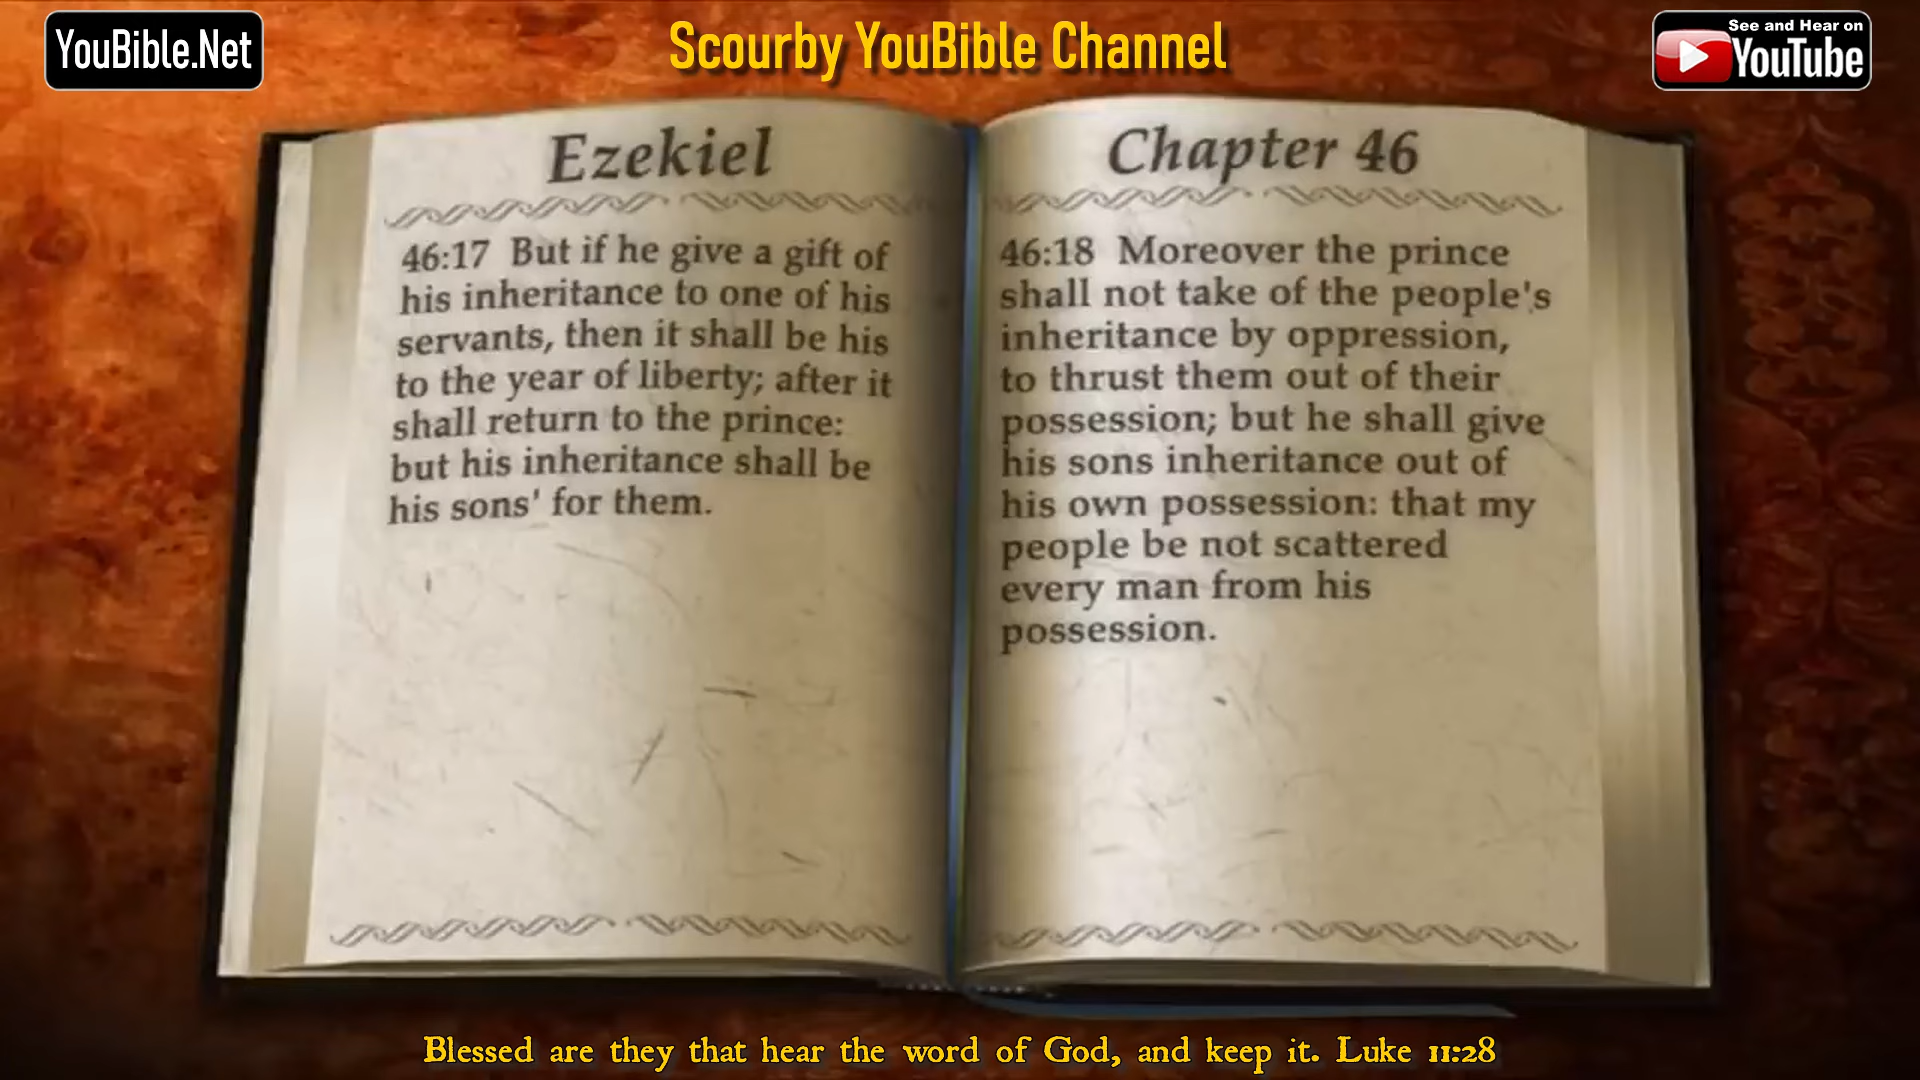 YouBible.Net
Scourby YouBible Channel
See and Hear on
YouTube
Ezekiel
46:17 But if he give a gift of
his inheritance to one of his
servants, then it shall be his
to the year of liberty; after it
shall return to the prince:
but his inheritance shall be
his sons' for them.
Chapter 46
46:18 Moreover the prince
shall not take of the people's
inheritance by oppression,
to thrust them out of their
possession; but he shall give
his sons inheritance out of
his own possession: that my
people be not scattered
every man from his
possession.
Blessed are they that hear the word of God, and keep it. Luke 11:28